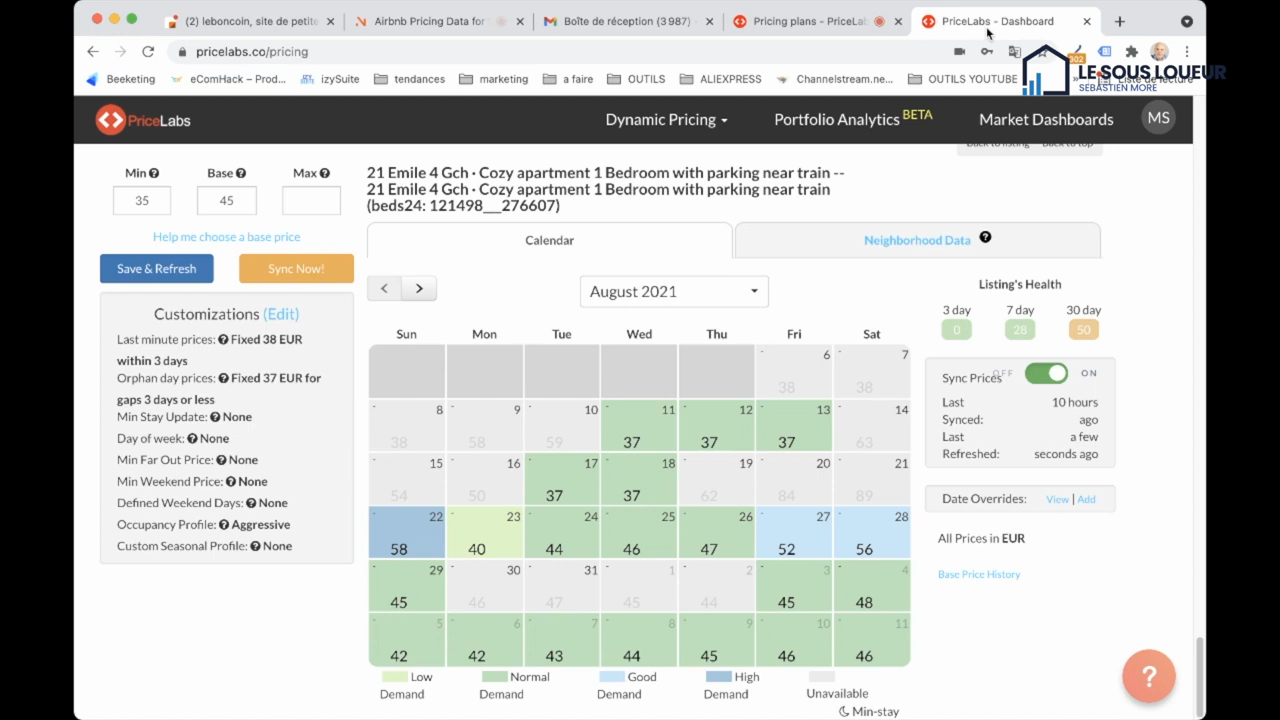 (2) leboncoin, site de petite
Airbnb Pricing Data for
Boîte de réception (3 987) -
Pricing plans - PriceLab
PriceLabs - Dashboard
pricelabs.co/pricing
302
Beeketing
eComHack – Prod...
izySuite
tendances
marketing
a faire
OUTILS
ALIEXPRESS
Channelstream.ne...
OUTILS YOUTUBE
»
Liste de lecture
LE SOUS LOUEUR
SEBASTIEN MORE
PriceLabs
Dynamic Pricing
Portfolio Analytics BETA
Market Dashboards
MS
Back to listing Back to top
Min Base Max
35 45
Help me choose a base price
Save & Refresh
Sync Now!
Customizations (Edit)
Last minute prices: Fixed 38 EUR
within 3 days
Orphan day prices: Fixed 37 EUR for
gaps 3 days or less
Min Stay Update: None
Day of week: None
Min Far Out Price: None
Min Weekend Price: None
Defined Weekend Days: None
Occupancy Profile: Aggressive
Custom Seasonal Profile: None
21 Emile 4 Gch · Cozy apartment 1 Bedroom with parking near train --
21 Emile 4 Gch · Cozy apartment 1 Bedroom with parking near train
(beds24: 121498___276607)
Calendar
Neighborhood Data
< >
August 2021
Sun Mon Tue Wed Thu Fri Sat
6 7
38 38
8 9 10 11 12 13 14
38 58 59 37 37 37 63
15 16 17 18 19 20 21
54 50 37 37 62 84 89
22 23 24 25 26 27 28
58 40 44 46 47 52 56
29 30 31 1 2 3 4
45 46 47 45 44 45 48
5 6 7 8 9 10 11
42 42 43 44 45 46 46
Low Demand
Normal Demand
Good Demand
High Demand
Unavailable
Min-stay
Listing's Health
3 day 7 day 30 day
0 28 50
Sync Prices OFF ON
Last Synced: 10 hours ago
Last Refreshed: a few seconds ago
Date Overrides: View | Add
All Prices in EUR
Base Price History
?